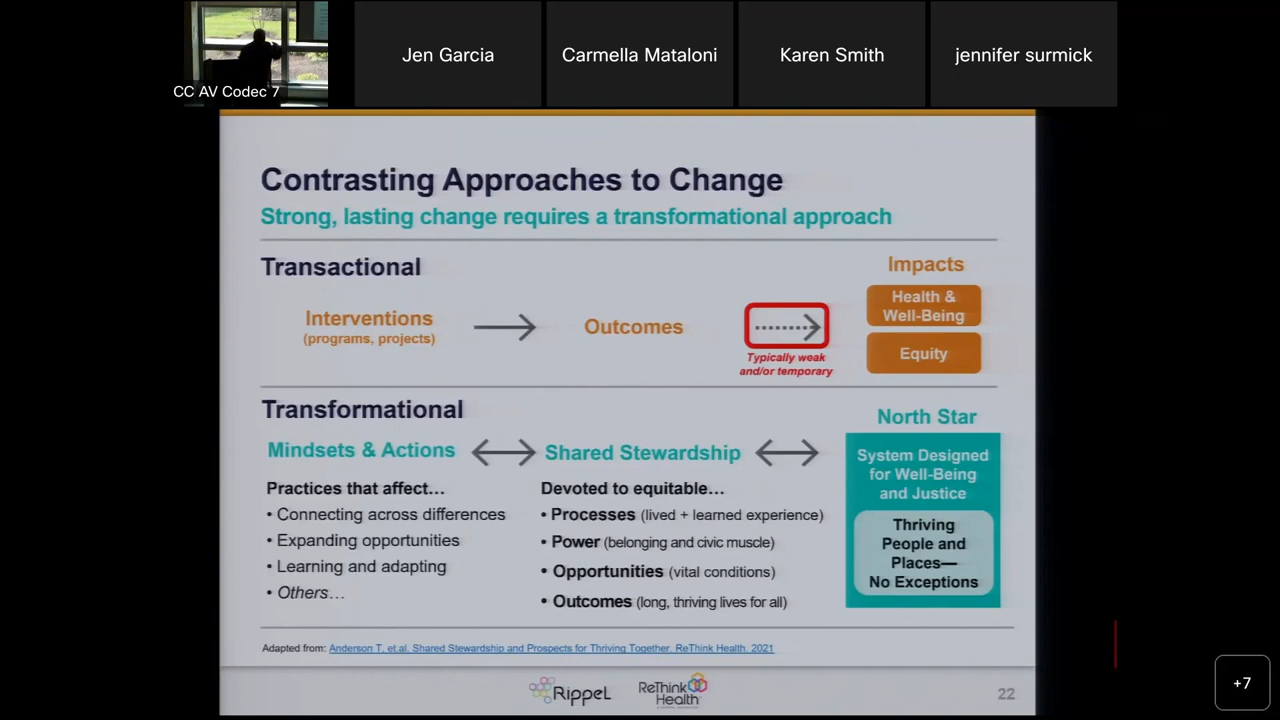 CC AV Codec 7
Jen Garcia
Carmella Mataloni
Karen Smith
jennifer surmick
Contrasting Approaches to Change
Strong, lasting change requires a transformational approach
Transactional
Impacts
Interventions
(programs, projects)
Outcomes
Typically weak
and/or temporary
Health &
Well-Being
Equity
Transformational
North Star
Mindsets & Actions
Practices that affect…
• Connecting across differences
• Expanding opportunities
• Learning and adapting
• Others…
Shared Stewardship
Devoted to equitable…
• Processes (lived + learned experience)
• Power (belonging and civic muscle)
• Opportunities (vital conditions)
• Outcomes (long, thriving lives for all)
System Designed
for Well-Being
and Justice
Thriving
People and
Places—
No Exceptions
Adapted from: Anderson T, et.al. Shared Stewardship and Prospects for Thriving Together. ReThink Health. 2021
Rippel
ReThink
Health
22
+7